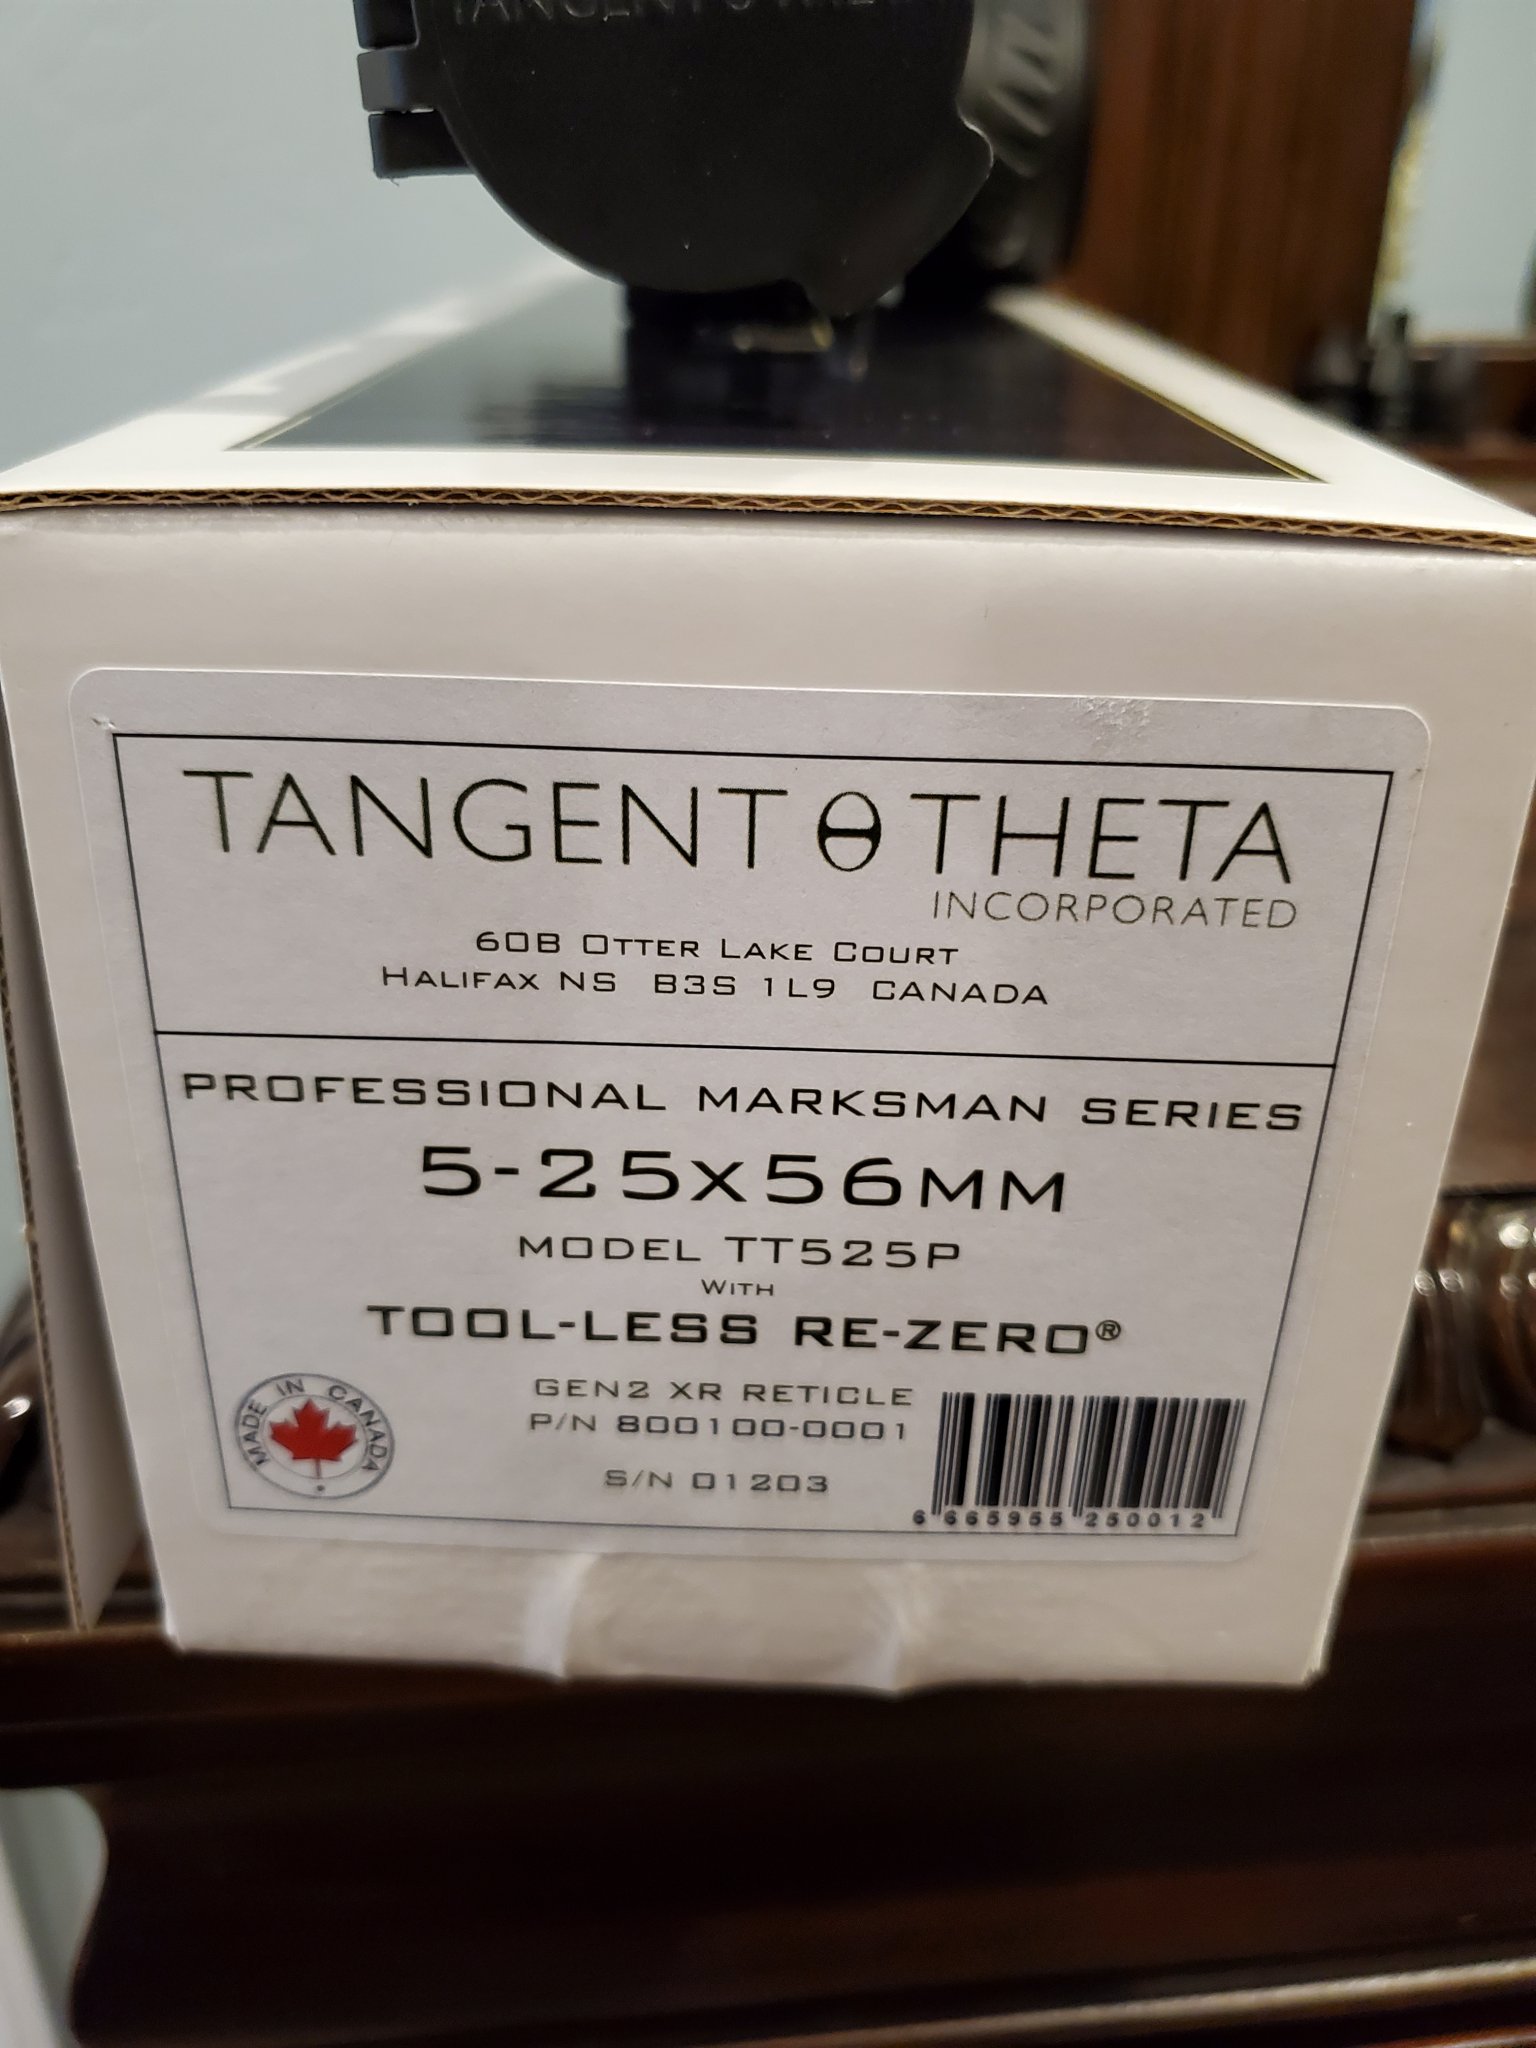 TANGENT
TANGENT θ THETA
INCORPORATED
60B OTTER LAKE COURT
HALIFAX NS B3S 1L9 CANADA
PROFESSIONAL MARKSMAN SERIES
5-25x56MM
MODEL TT525P
WITH
TOOL-LESS RE-ZERO®
GEN2 XR RETICLE
P/N 800100-0001
S/N 01203
MADE IN CANADA
6 665955 250012